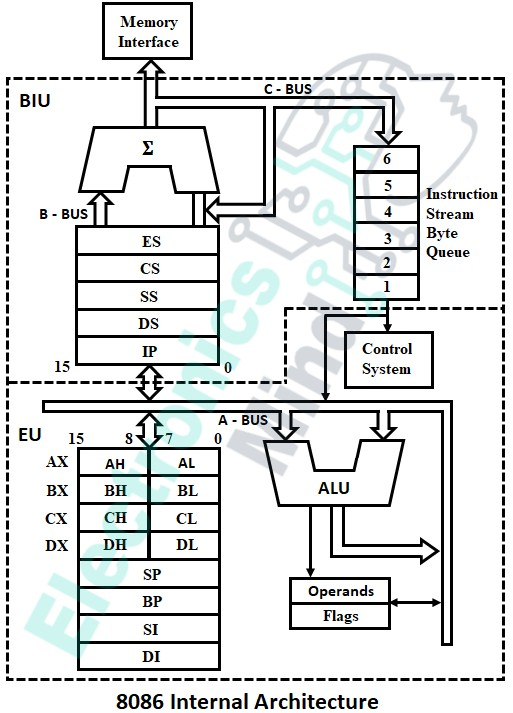 Memory
Interface
C - BUS
BIU
Σ
6
5
4
3
2
1
Instruction
Stream
Byte
Queue
B - BUS
ES
CS
SS
DS
IP
15
0
Control
System
A - BUS
EU
15
8
7
0
AX
AH
AL
BX
BH
BL
CX
CH
CL
DX
DH
DL
SP
BP
SI
DI
ALU
Operands
Flags
Electronics
Mind
8086 Internal Architecture